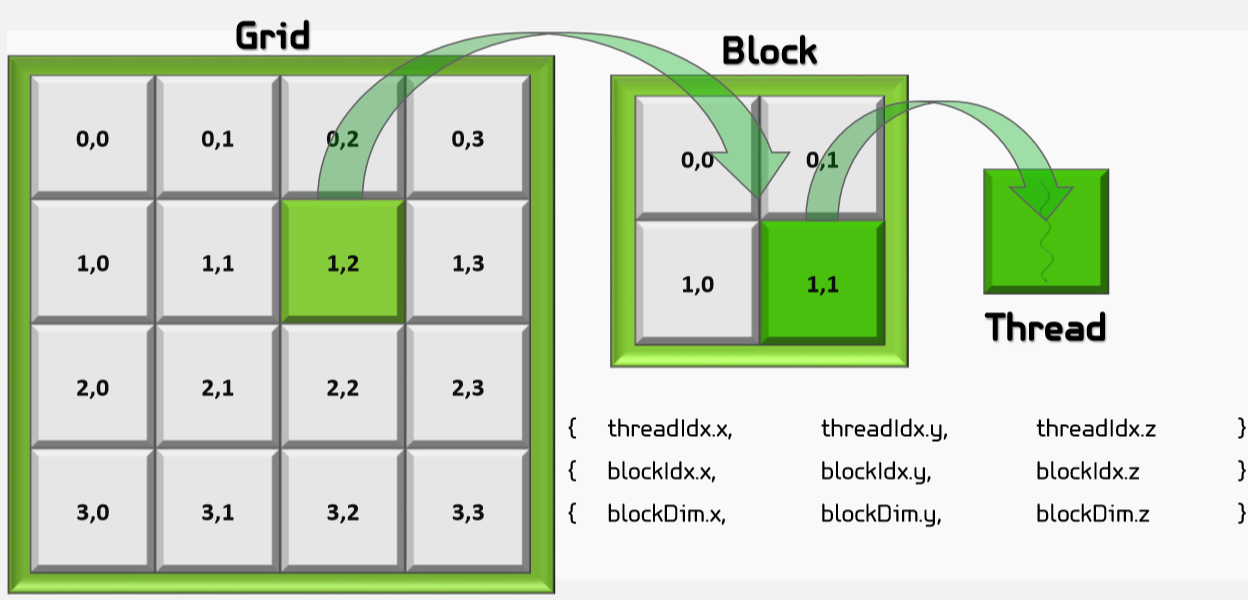 Grid
0,0 0,1 0,2 0,3
1,0 1,1 1,2 1,3
2,0 2,1 2,2 2,3
3,0 3,1 3,2 3,3
Block
0,0 0,1
1,0 1,1
Thread
{ threadIdx.x, threadIdx.y, threadIdx.z }
{ blockIdx.x, blockIdx.y, blockIdx.z }
{ blockDim.x, blockDim.y, blockDim.z }